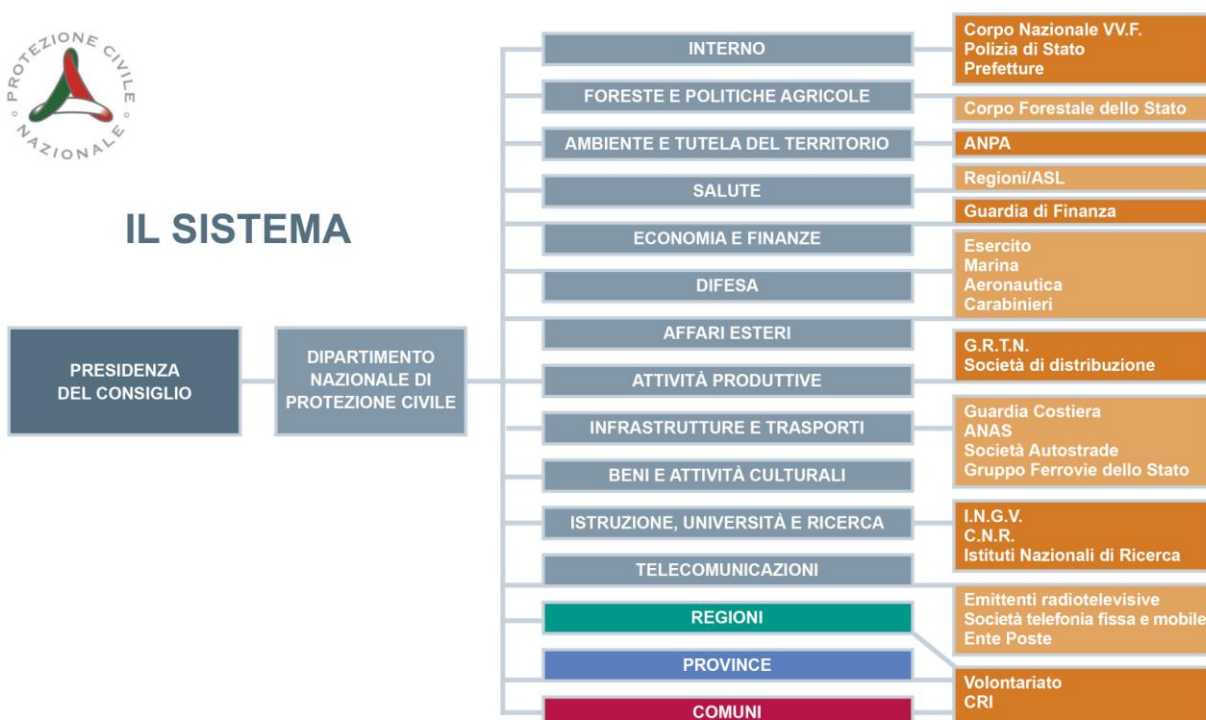 PROTEZIONE CIVILE
NAZIONALE
IL SISTEMA
PRESIDENZA
DEL CONSIGLIO
DIPARTIMENTO
NAZIONALE DI
PROTEZIONE CIVILE
INTERNO
FORESTE E POLITICHE AGRICOLE
AMBIENTE E TUTELA DEL TERRITORIO
SALUTE
ECONOMIA E FINANZE
DIFESA
AFFARI ESTERI
ATTIVITÀ PRODUTTIVE
INFRASTRUTTURE E TRASPORTI
BENI E ATTIVITÀ CULTURALI
ISTRUZIONE, UNIVERSITÀ E RICERCA
TELECOMUNICAZIONI
REGIONI
PROVINCE
COMUNI
Corpo Nazionale VV.F.
Polizia di Stato
Prefetture
Corpo Forestale dello Stato
ANPA
Regioni/ASL
Guardia di Finanza
Esercito
Marina
Aeronautica
Carabinieri
G.R.T.N.
Società di distribuzione
Guardia Costiera
ANAS
Società Autostrade
Gruppo Ferrovie dello Stato
I.N.G.V.
C.N.R.
Istituti Nazionali di Ricerca
Emittenti radiotelevisive
Società telefonia fissa e mobile
Ente Poste
Volontariato
CRI